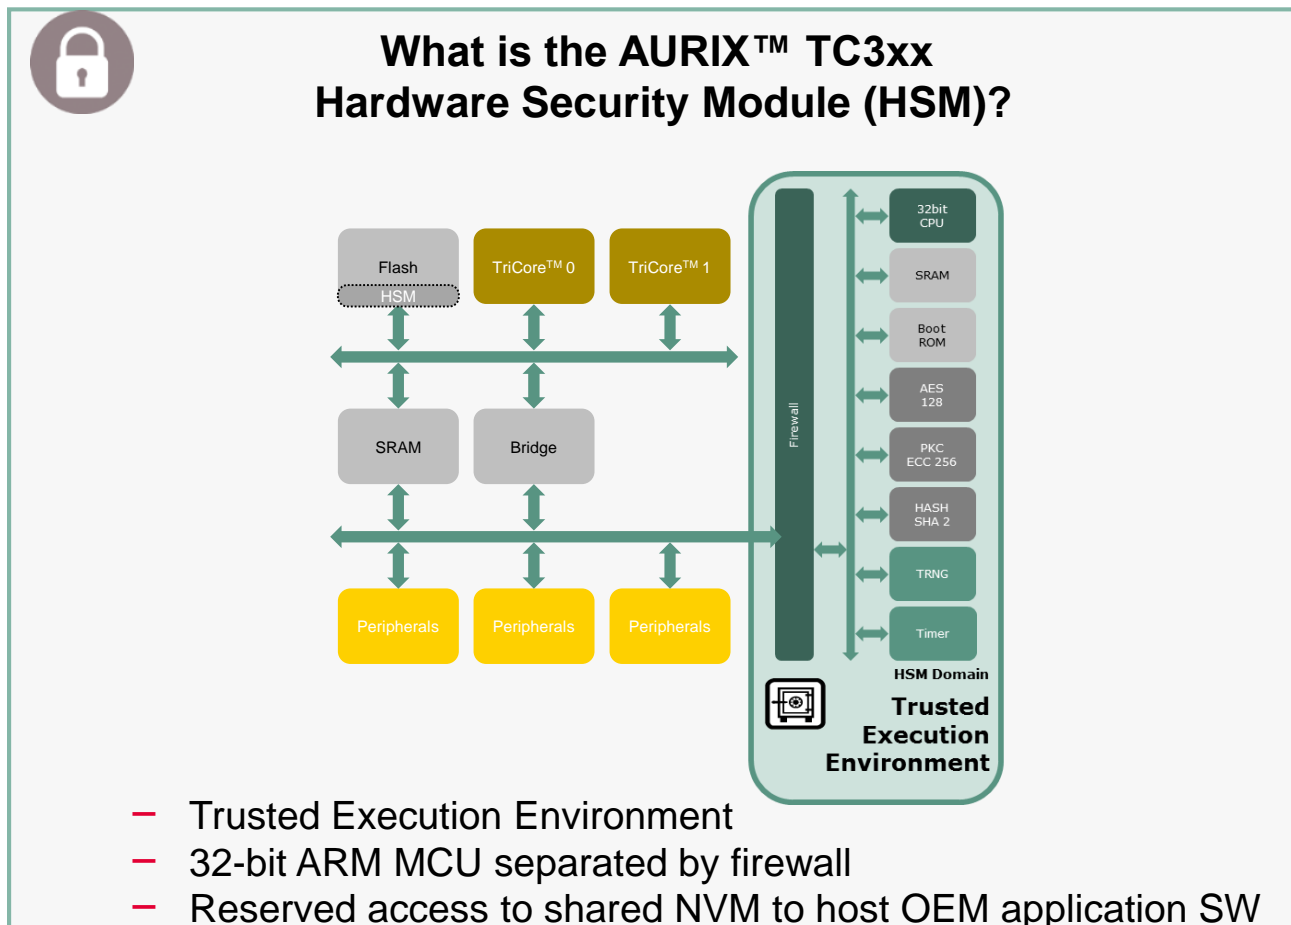 What is the AURIX™ TC3xx
Hardware Security Module (HSM)?
Flash
HSM
TriCore™ 0
TriCore™ 1
SRAM
Bridge
Peripherals
Peripherals
Peripherals
Firewall
32bit
CPU
SRAM
Boot
ROM
AES
128
PKC
ECC 256
HASH
SHA 2
TRNG
Timer
HSM Domain
Trusted
Execution
Environment
– Trusted Execution Environment
– 32-bit ARM MCU separated by firewall
– Reserved access to shared NVM to host OEM application SW